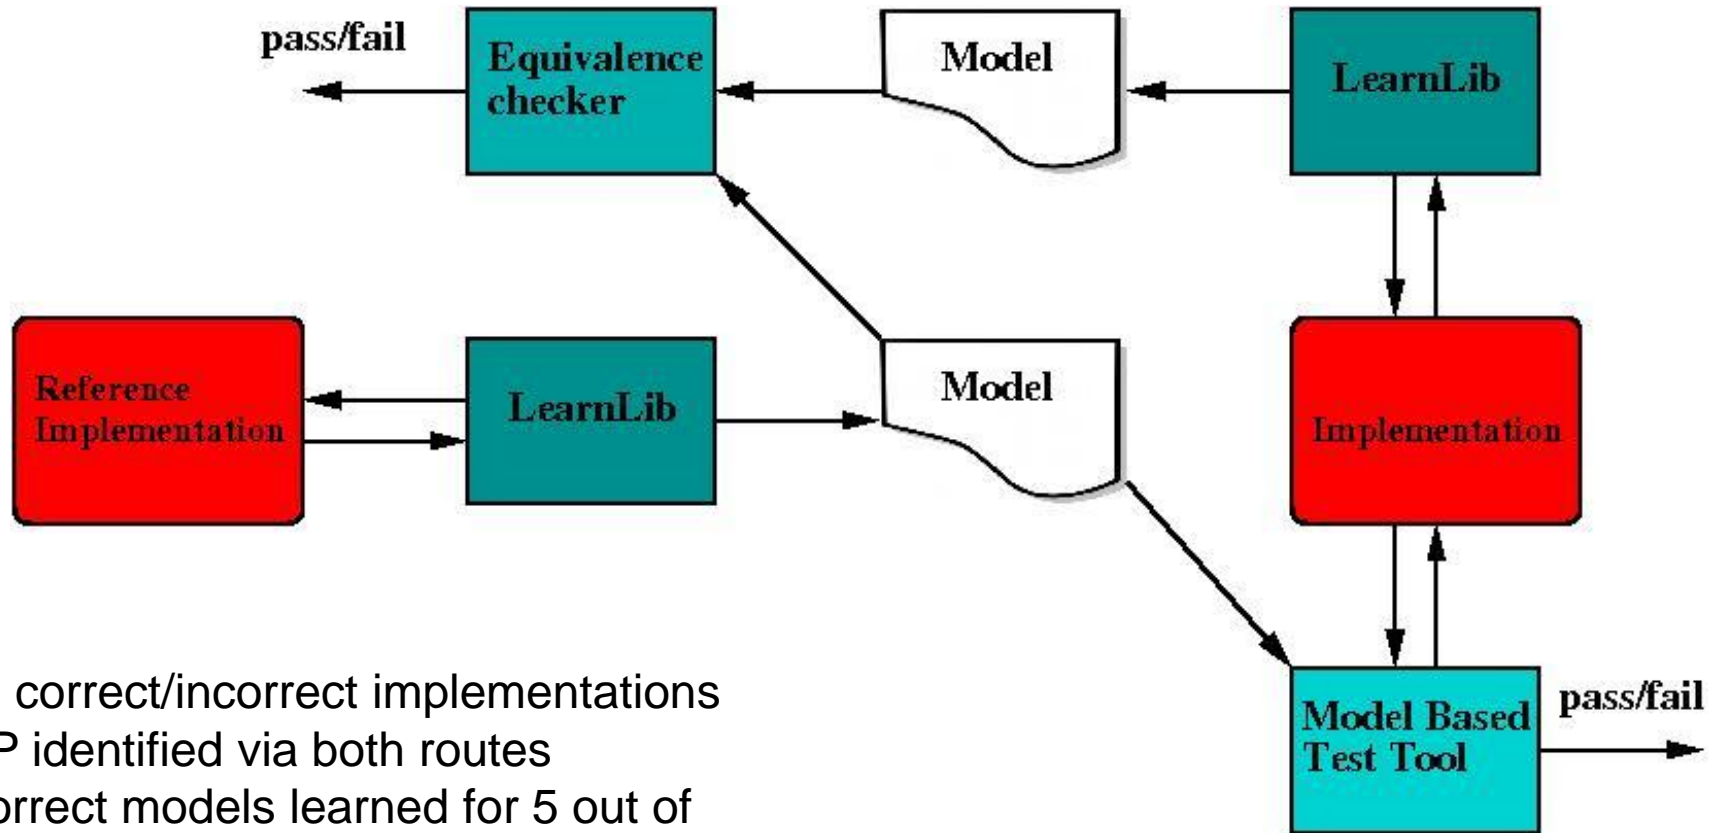 pass/fail
Equivalence
checker
Model
LearnLib
Reference
Implementation
LearnLib
Model
Implementation
correct/incorrect implementations
P identified via both routes
orrect models learned for 5 out of
Model Based
Test Tool
pass/fail